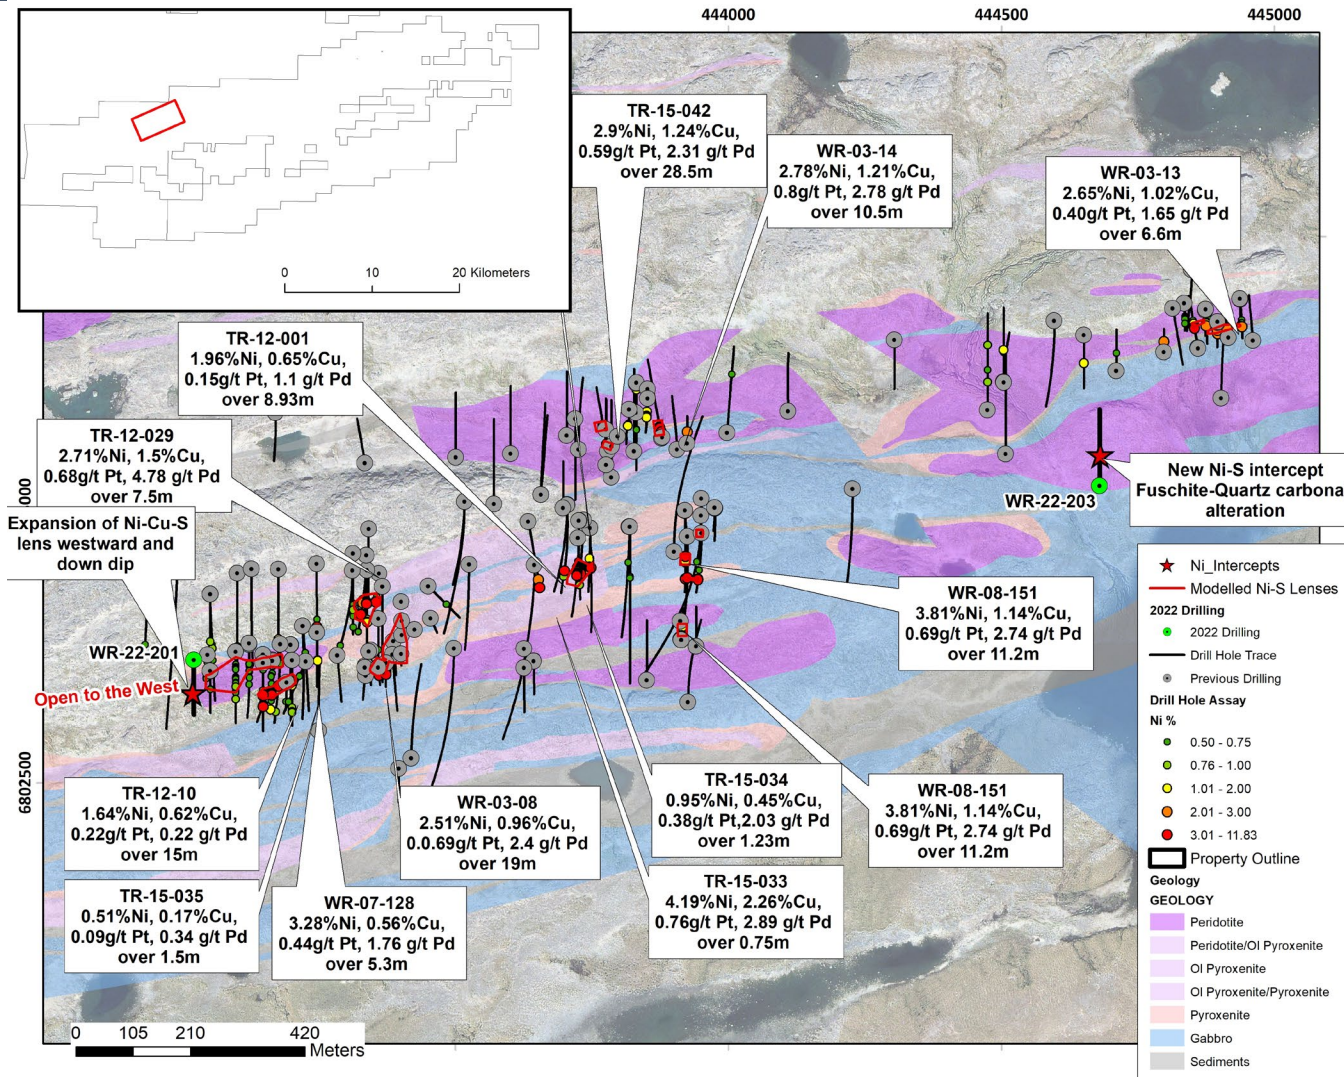 444000
444500
445000
0
10
20 Kilometers
TR-15-042
2.9%Ni, 1.24%Cu,
0.59g/t Pt, 2.31 g/t Pd
over 28.5m
WR-03-14
2.78%Ni, 1.21%Cu,
0.8g/t Pt, 2.78 g/t Pd
over 10.5m
WR-03-13
2.65%Ni, 1.02%Cu,
0.40g/t Pt, 1.65 g/t Pd
over 6.6m
TR-12-001
1.96%Ni, 0.65%Cu,
0.15g/t Pt, 1.1 g/t Pd
over 8.93m
TR-12-029
2.71%Ni, 1.5%Cu,
0.68g/t Pt, 4.78 g/t Pd
over 7.5m
Expansion of Ni-Cu-S
lens westward and
down dip
New Ni-S intercept
Fuschite-Quartz carbona
alteration
WR-22-203
WR-22-201
Open to the West
WR-08-151
3.81%Ni, 1.14%Cu,
0.69g/t Pt, 2.74 g/t Pd
over 11.2m
6802500
TR-12-10
1.64%Ni, 0.62%Cu,
0.22g/t Pt, 0.22 g/t Pd
over 15m
WR-03-08
2.51%Ni, 0.96%Cu,
0.0.69g/t Pt, 2.4 g/t Pd
over 19m
TR-15-034
0.95%Ni, 0.45%Cu,
0.38g/t Pt,2.03 g/t Pd
over 1.23m
WR-08-151
3.81%Ni, 1.14%Cu,
0.69g/t Pt, 2.74 g/t Pd
over 11.2m
TR-15-035
0.51%Ni, 0.17%Cu,
0.09g/t Pt, 0.34 g/t Pd
over 1.5m
WR-07-128
3.28%Ni, 0.56%Cu,
0.44g/t Pt, 1.76 g/t Pd
over 5.3m
TR-15-033
4.19%Ni, 2.26%Cu,
0.76g/t Pt, 2.89 g/t Pd
over 0.75m
0 105 210 420
Meters
Ni_Intercepts
Modelled Ni-S Lenses
2022 Drilling
2022 Drilling
Drill Hole Trace
Previous Drilling
Drill Hole Assay
Ni %
0.50 - 0.75
0.76 - 1.00
1.01 - 2.00
2.01 - 3.00
3.01 - 11.83
Property Outline
Geology
GEOLOGY
Peridotite
Peridotite/Ol Pyroxenite
Ol Pyroxenite
Ol Pyroxenite/Pyroxenite
Pyroxenite
Gabbro
Sediments